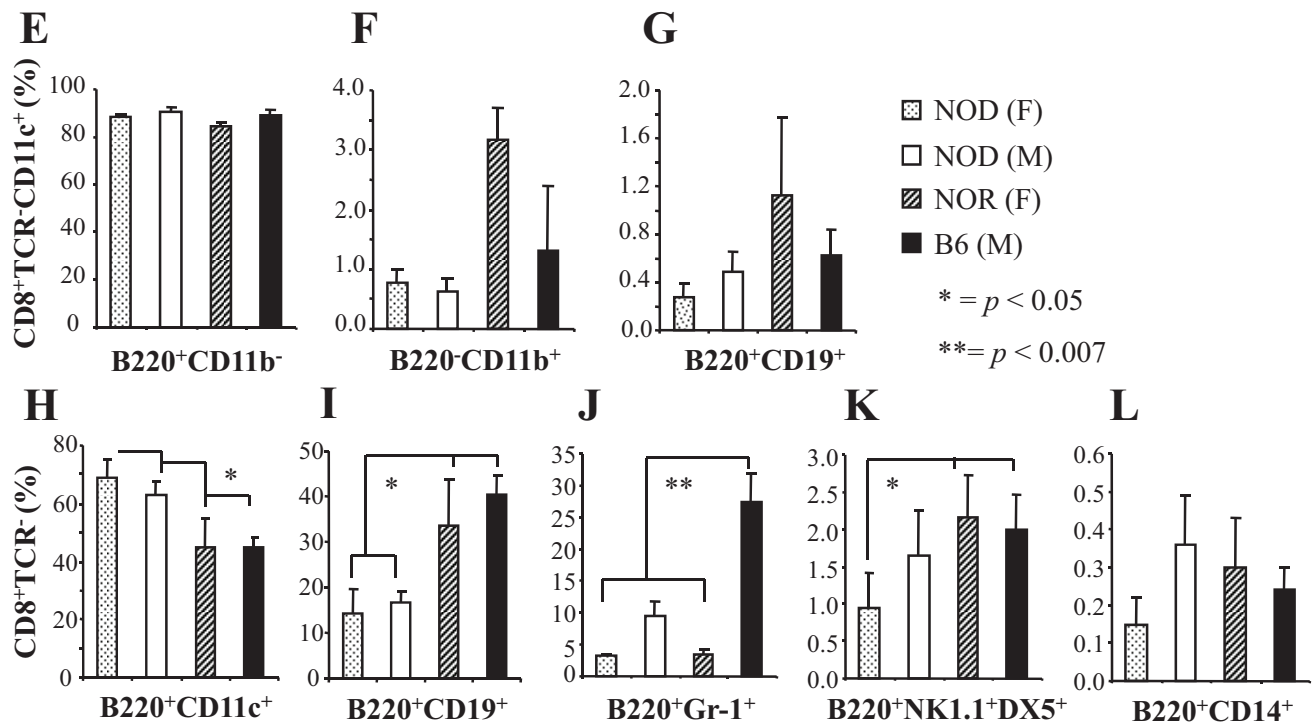 E
F
G
CD8+TCR-CD11c+ (%)
100
80
60
40
20
0
B220+CD11b-
4.0
3.0
2.0
1.0
0.0
B220-CD11b+
2.0
1.6
1.2
0.8
0.4
0.0
B220+CD19+
NOD (F)
NOD (M)
NOR (F)
B6 (M)
* = p < 0.05
**= p < 0.007
H
I
J
K
L
CD8+TCR- (%)
80
60
40
20
0
*
B220+CD11c+
50
40
30
20
10
0
*
B220+CD19+
35
30
25
20
15
10
5
0
**
B220+Gr-1+
3.0
2.5
2.0
1.5
1.0
0.5
0.0
*
B220+NK1.1+DX5+
0.6
0.5
0.4
0.3
0.2
0.1
0.0
B220+CD14+